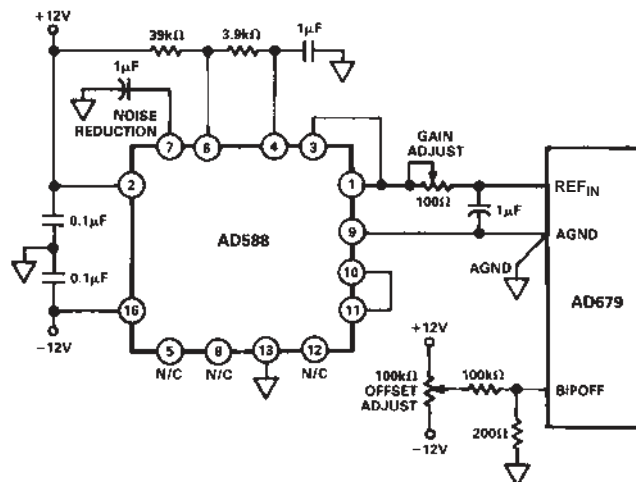 +12V
39kΩ
3.9kΩ
1µF
1µF
NOISE
REDUCTION
7
6
4
3
GAIN
ADJUST
2
1
100Ω
REFIN
1µF
0.1µF
AD588
9
AGND
10
AGND
0.1µF
11
AD679
16
-12V
5
8
13
12
N/C
N/C
N/C
+12V
100kΩ
OFFSET
ADJUST
100kΩ
BIPOFF
200Ω
-12V